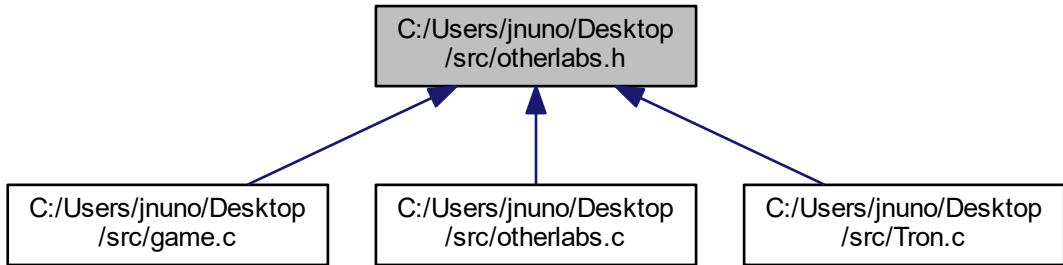 C:/Users/jnuno/Desktop
/src/otherlabs.h
C:/Users/jnuno/Desktop
/src/game.c
C:/Users/jnuno/Desktop
/src/otherlabs.c
C:/Users/jnuno/Desktop
/src/Tron.c